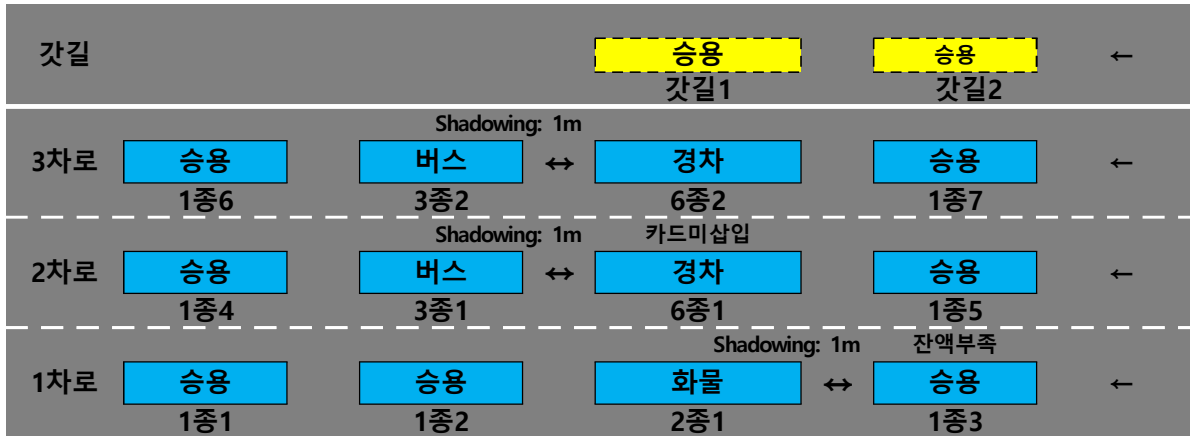 갓길 승용 승용 ←
갓길1 갓길2
Shadowing: 1m
3차로 승용 버스 ↔ 경차 승용 ←
1종6 3종2 6종2 1종7
Shadowing: 1m 카드미삽입
2차로 승용 버스 ↔ 경차 승용 ←
1종4 3종1 6종1 1종5
Shadowing: 1m 잔액부족
1차로 승용 승용 화물 ↔ 승용 ←
1종1 1종2 2종1 1종3